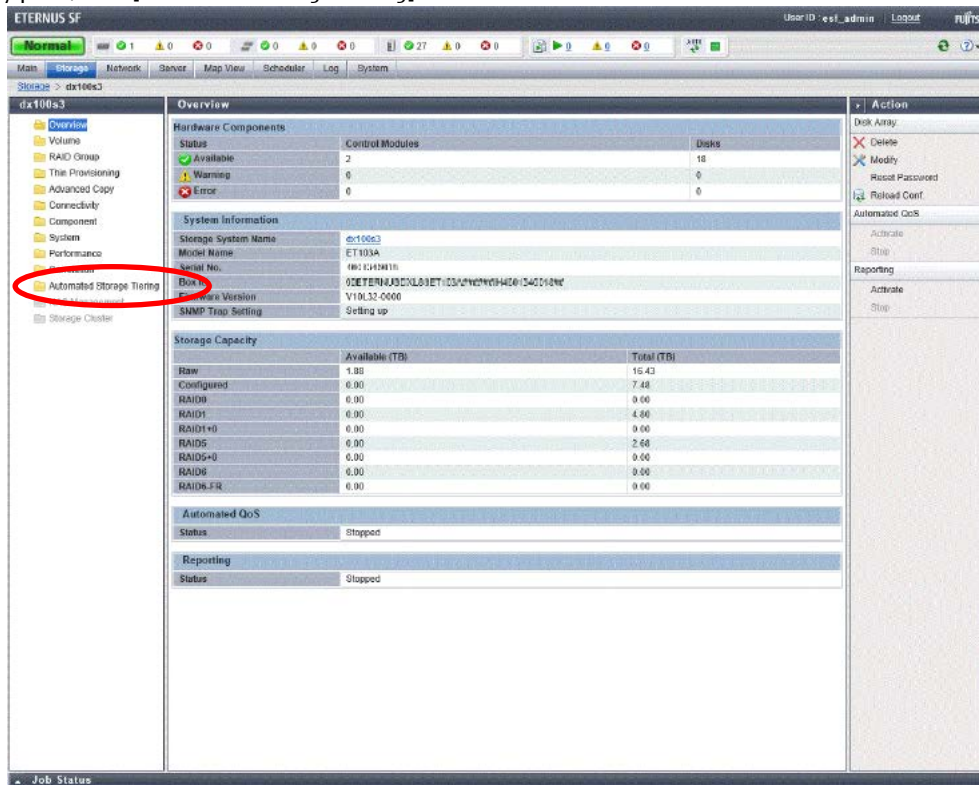 ETERNUS SF
User ID : esf_admin Logout
Normal 1 0 0 0 0 0 27 0 0 0 0 0
Main Storage Network Server Map View Scheduler Log System
Storage > dx100s3
dx100s3
Overview
Volume
RAID Group
Thin Provisioning
Advanced Copy
Connectivity
Component
System
Performance
Automated Storage Tiering
Storage Cluster
Overview
Hardware Components
Status Control Modules Disks
Available 2 18
Warning 0 0
Error 0 0
System Information
Storage System Name dx100s3
Model Name ET103A
Serial No.
Box ID
Firmware Version V10L32-0000
SNMP Trap Setting Setting up
Storage Capacity
Available (TB) Total (TB)
Raw 1.88 16.43
Configured 0.00 7.48
RAID0 0.00 0.00
RAID1 0.00 4.80
RAID1+0 0.00 0.00
RAID5 0.00 2.68
RAID5+0 0.00 0.00
RAID6 0.00 0.00
RAID6-FR 0.00 0.00
Automated QoS
Status Stopped
Reporting
Status Stopped
Action
Disk Array
Delete
Modify
Reset Password
Reload Conf.
Automated QoS
Activate
Stop
Reporting
Activate
Stop
Job Status